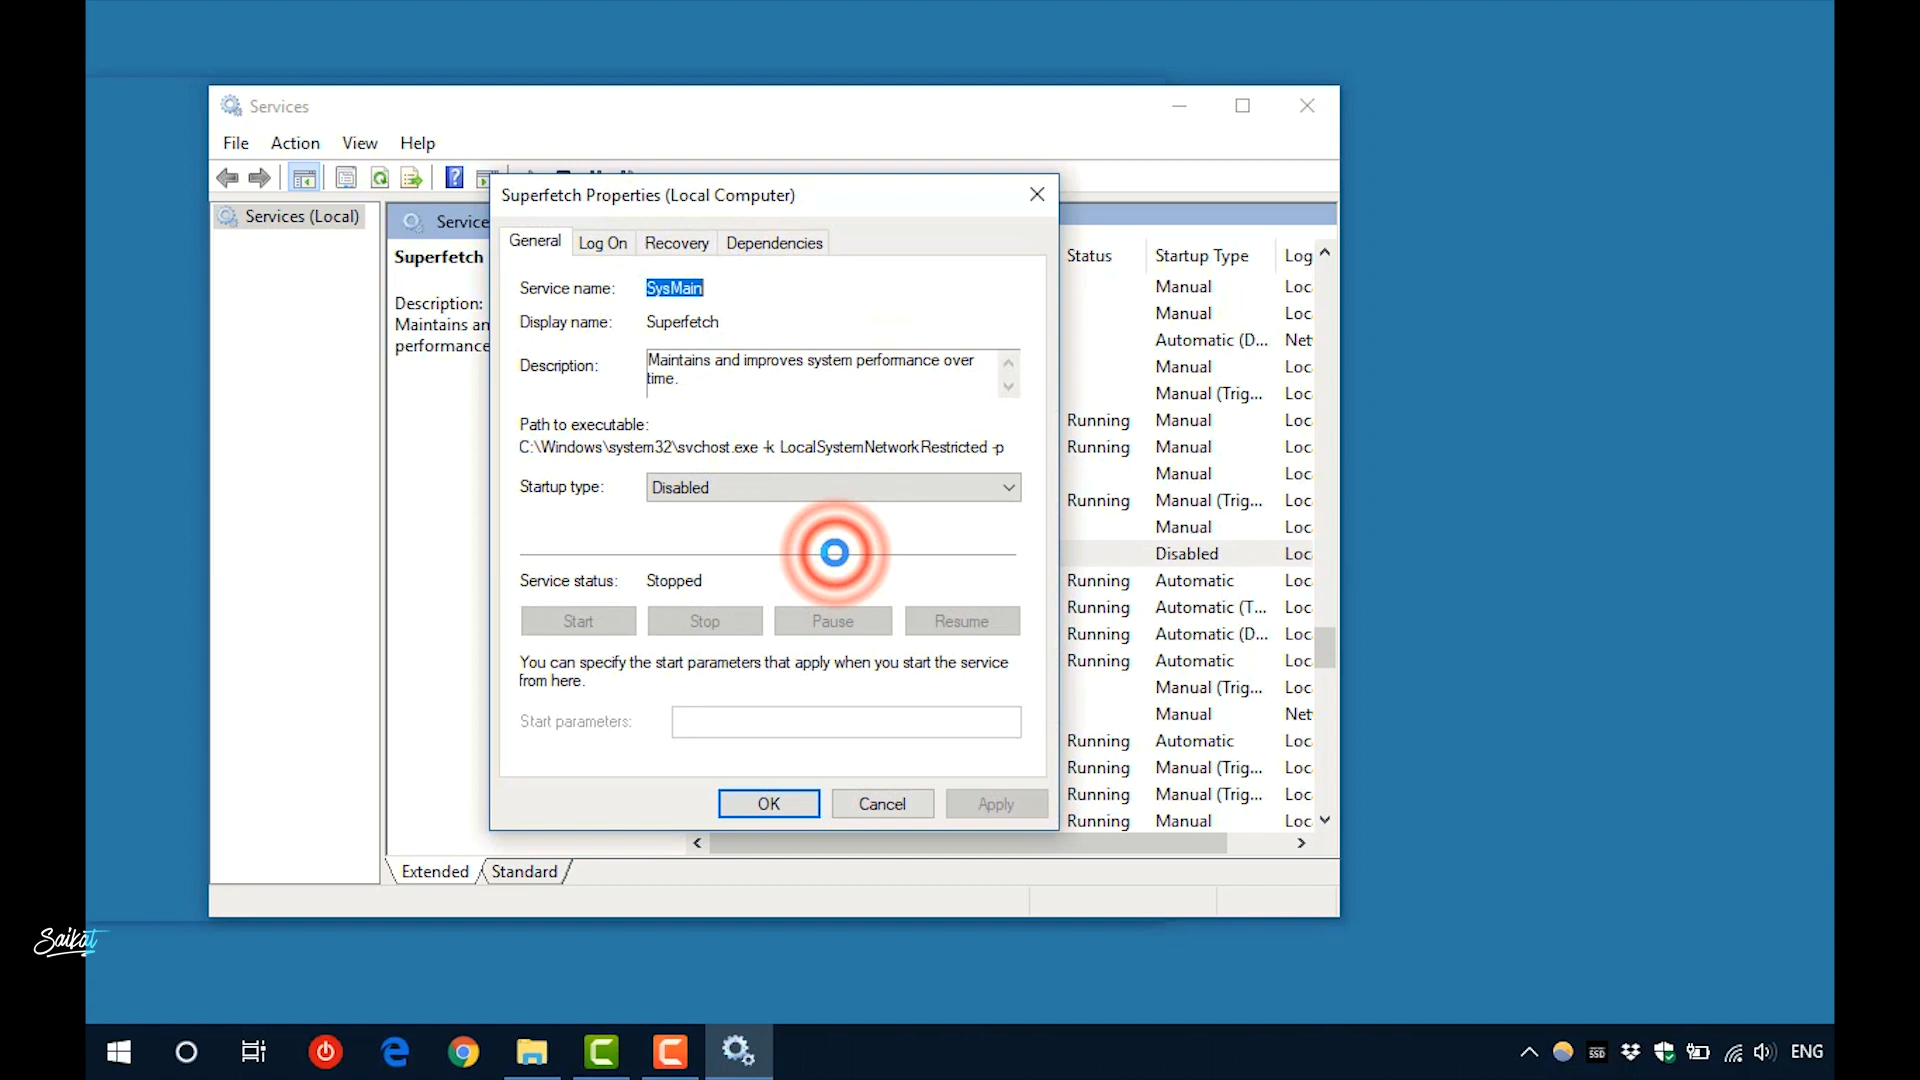 Services
File Action View Help
Services (Local)
Service
Superfetch
Description:
Maintains an
performance
Superfetch Properties (Local Computer)
General Log On Recovery Dependencies
Service name: SysMain
Display name: Superfetch
Description: Maintains and improves system performance over
time.
Path to executable:
C:\Windows\system32\svchost.exe -k LocalSystemNetworkRestricted -p
Startup type: Disabled
Service status: Stopped
Start Stop Pause Resume
You can specify the start parameters that apply when you start the service
from here.
Start parameters:
OK Cancel Apply
Status Startup Type Log
Manual Loc
Manual Loc
Automatic (D... Net
Manual Loc
Manual (Trig... Loc
Running Manual Loc
Running Manual Loc
Manual Loc
Running Manual (Trig... Loc
Manual Loc
Disabled Loc
Running Automatic Loc
Running Automatic (T... Loc
Running Automatic (D... Loc
Running Automatic Loc
Manual (Trig... Loc
Manual Net
Running Automatic Loc
Running Manual (Trig... Loc
Running Manual (Trig... Loc
Running Manual Loc
Extended Standard
Saikat
SSD
ENG